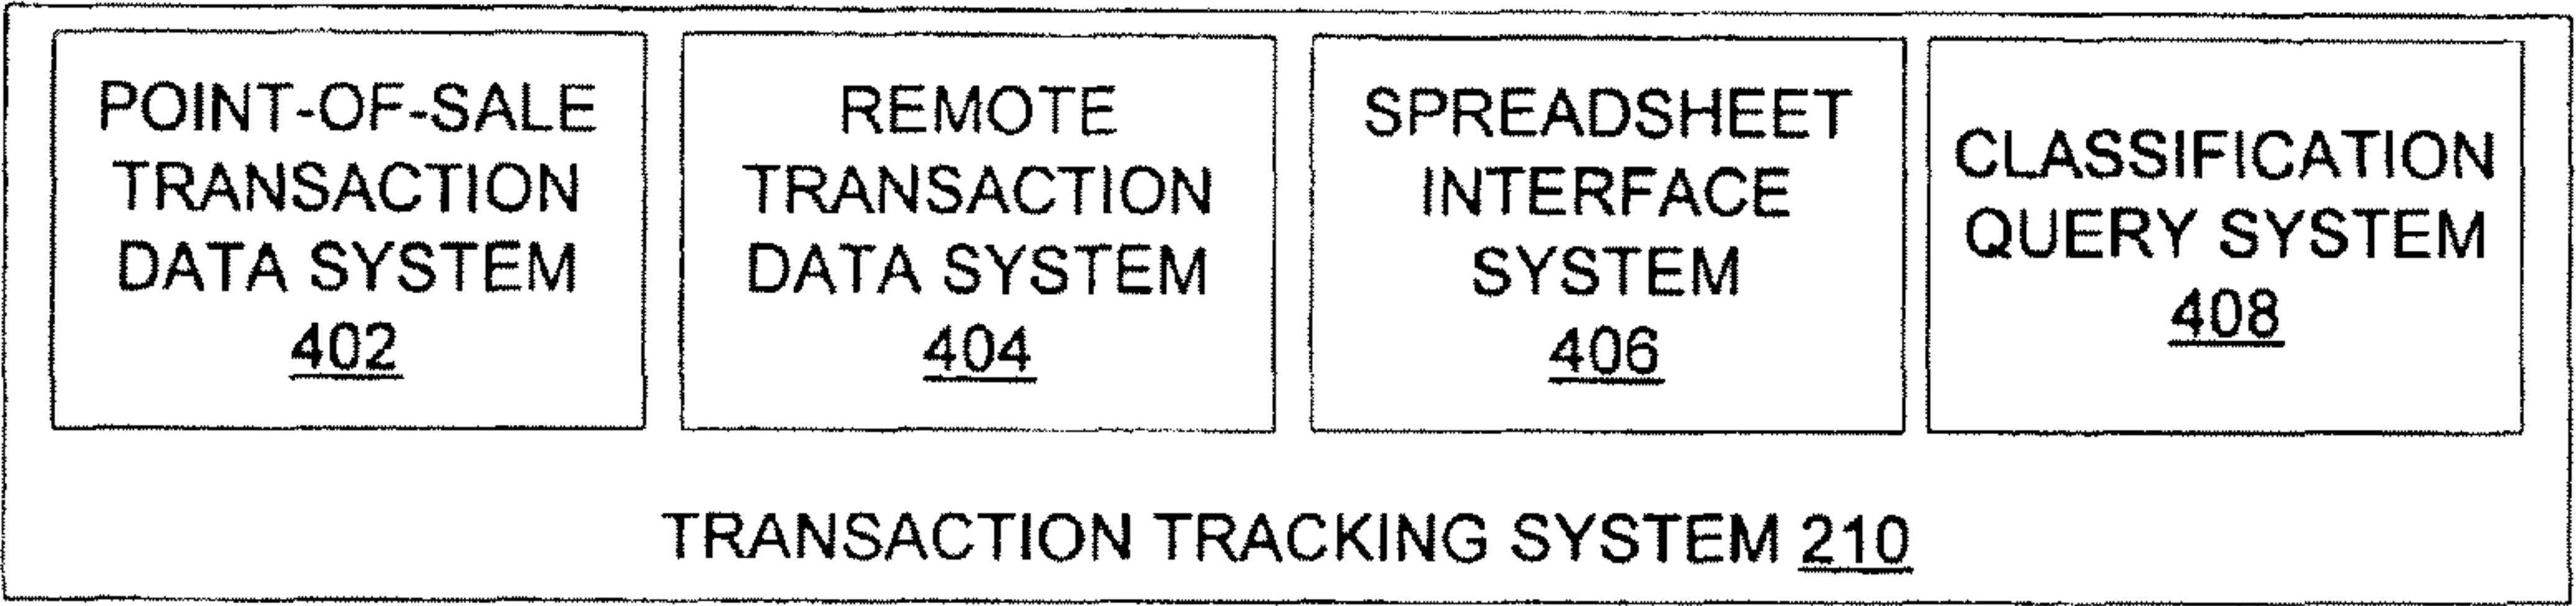 POINT-OF-SALE
TRANSACTION
DATA SYSTEM
402
REMOTE
TRANSACTION
DATA SYSTEM
404
SPREADSHEET
INTERFACE
SYSTEM
406
CLASSIFICATION
QUERY SYSTEM
408
TRANSACTION TRACKING SYSTEM 210